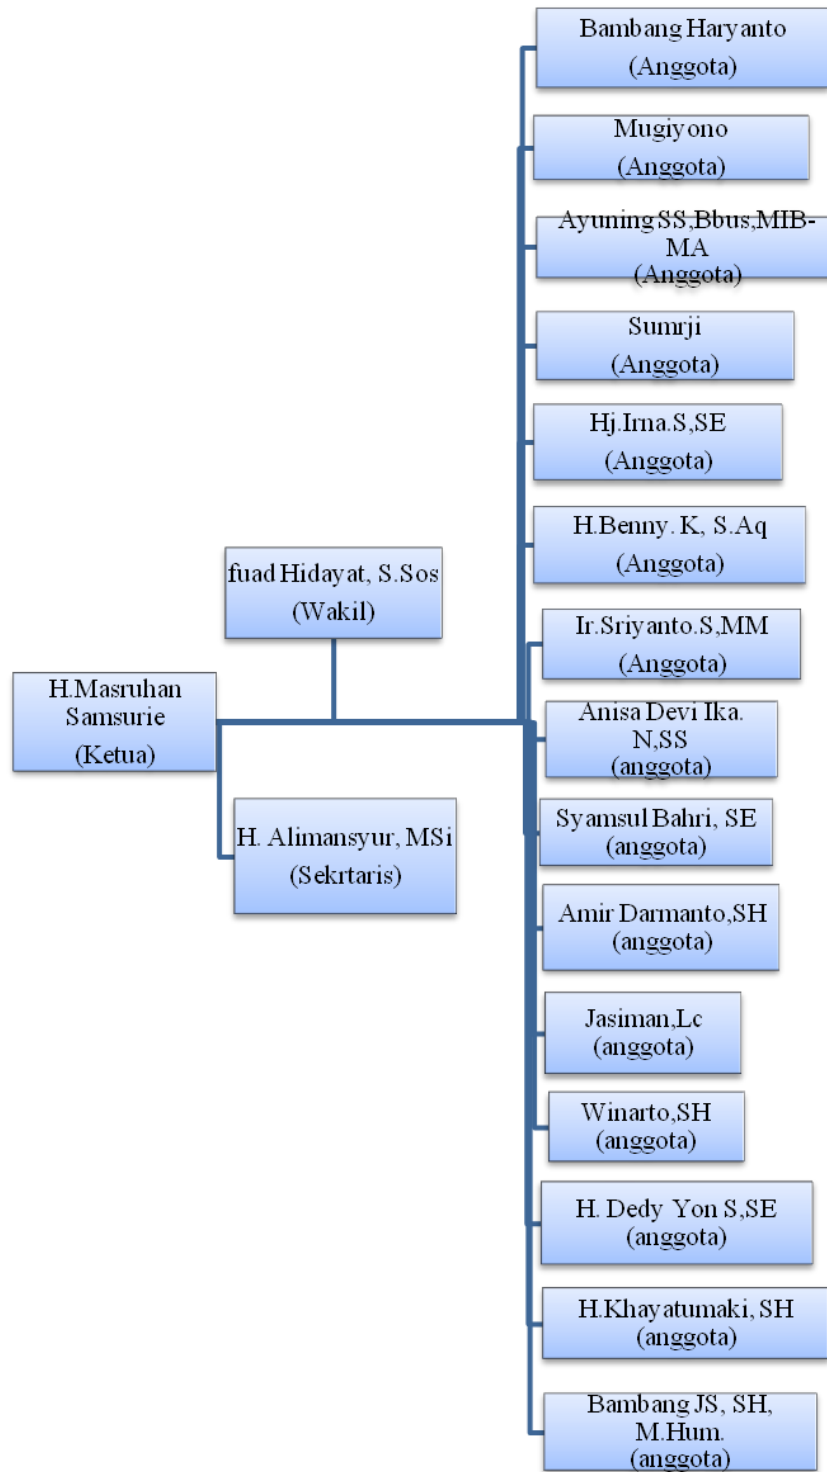 Bambang Haryanto
(Anggota)
Mugiyono
(Anggota)
Ayuning SS,Bbus,MIB-
MA
(Anggota)
Sumrji
(Anggota)
Hj.Irna.S,SE
(Anggota)
H.Benny. K, S.Aq
(Anggota)
fuad Hidayat, S.Sos
(Wakil)
Ir.Sriyanto.S,MM
(Anggota)
H.Masruhan
Samsurie
(Ketua)
Anisa Devi Ika.
N,SS
(anggota)
H. Alimansyur, MSi
(Sekrtaris)
Syamsul Bahri, SE
(anggota)
Amir Darmanto,SH
(anggota)
Jasiman,Lc
(anggota)
Winarto,SH
(anggota)
H. Dedy Yon S,SE
(anggota)
H.Khayatumaki, SH
(anggota)
Bambang JS, SH,
M.Hum.
(anggota)